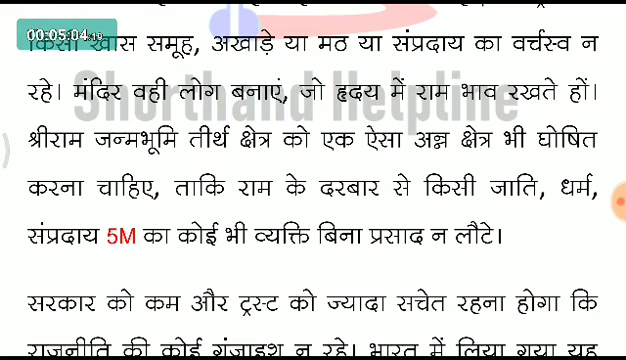 00:05:04
किसी खास समूह, अखाड़े या मठ या संप्रदाय का वर्चस्व न
रहे। मंदिर वही लोग बनाएं, जो हृदय में राम भाव रखते हों।
Shorthand Helpline
श्रीराम जन्मभूमि तीर्थ क्षेत्र को एक ऐसा अन्न क्षेत्र भी घोषित
करना चाहिए, ताकि राम के दरबार से किसी जाति, धर्म,
संप्रदाय 5M का कोई भी व्यक्ति बिना प्रसाद न लौटे।
सरकार को कम और ट्रस्ट को ज्यादा सचेत रहना होगा कि
राजनीति की कोई गुंजाइश न रहे। भारत में लिया गया यह